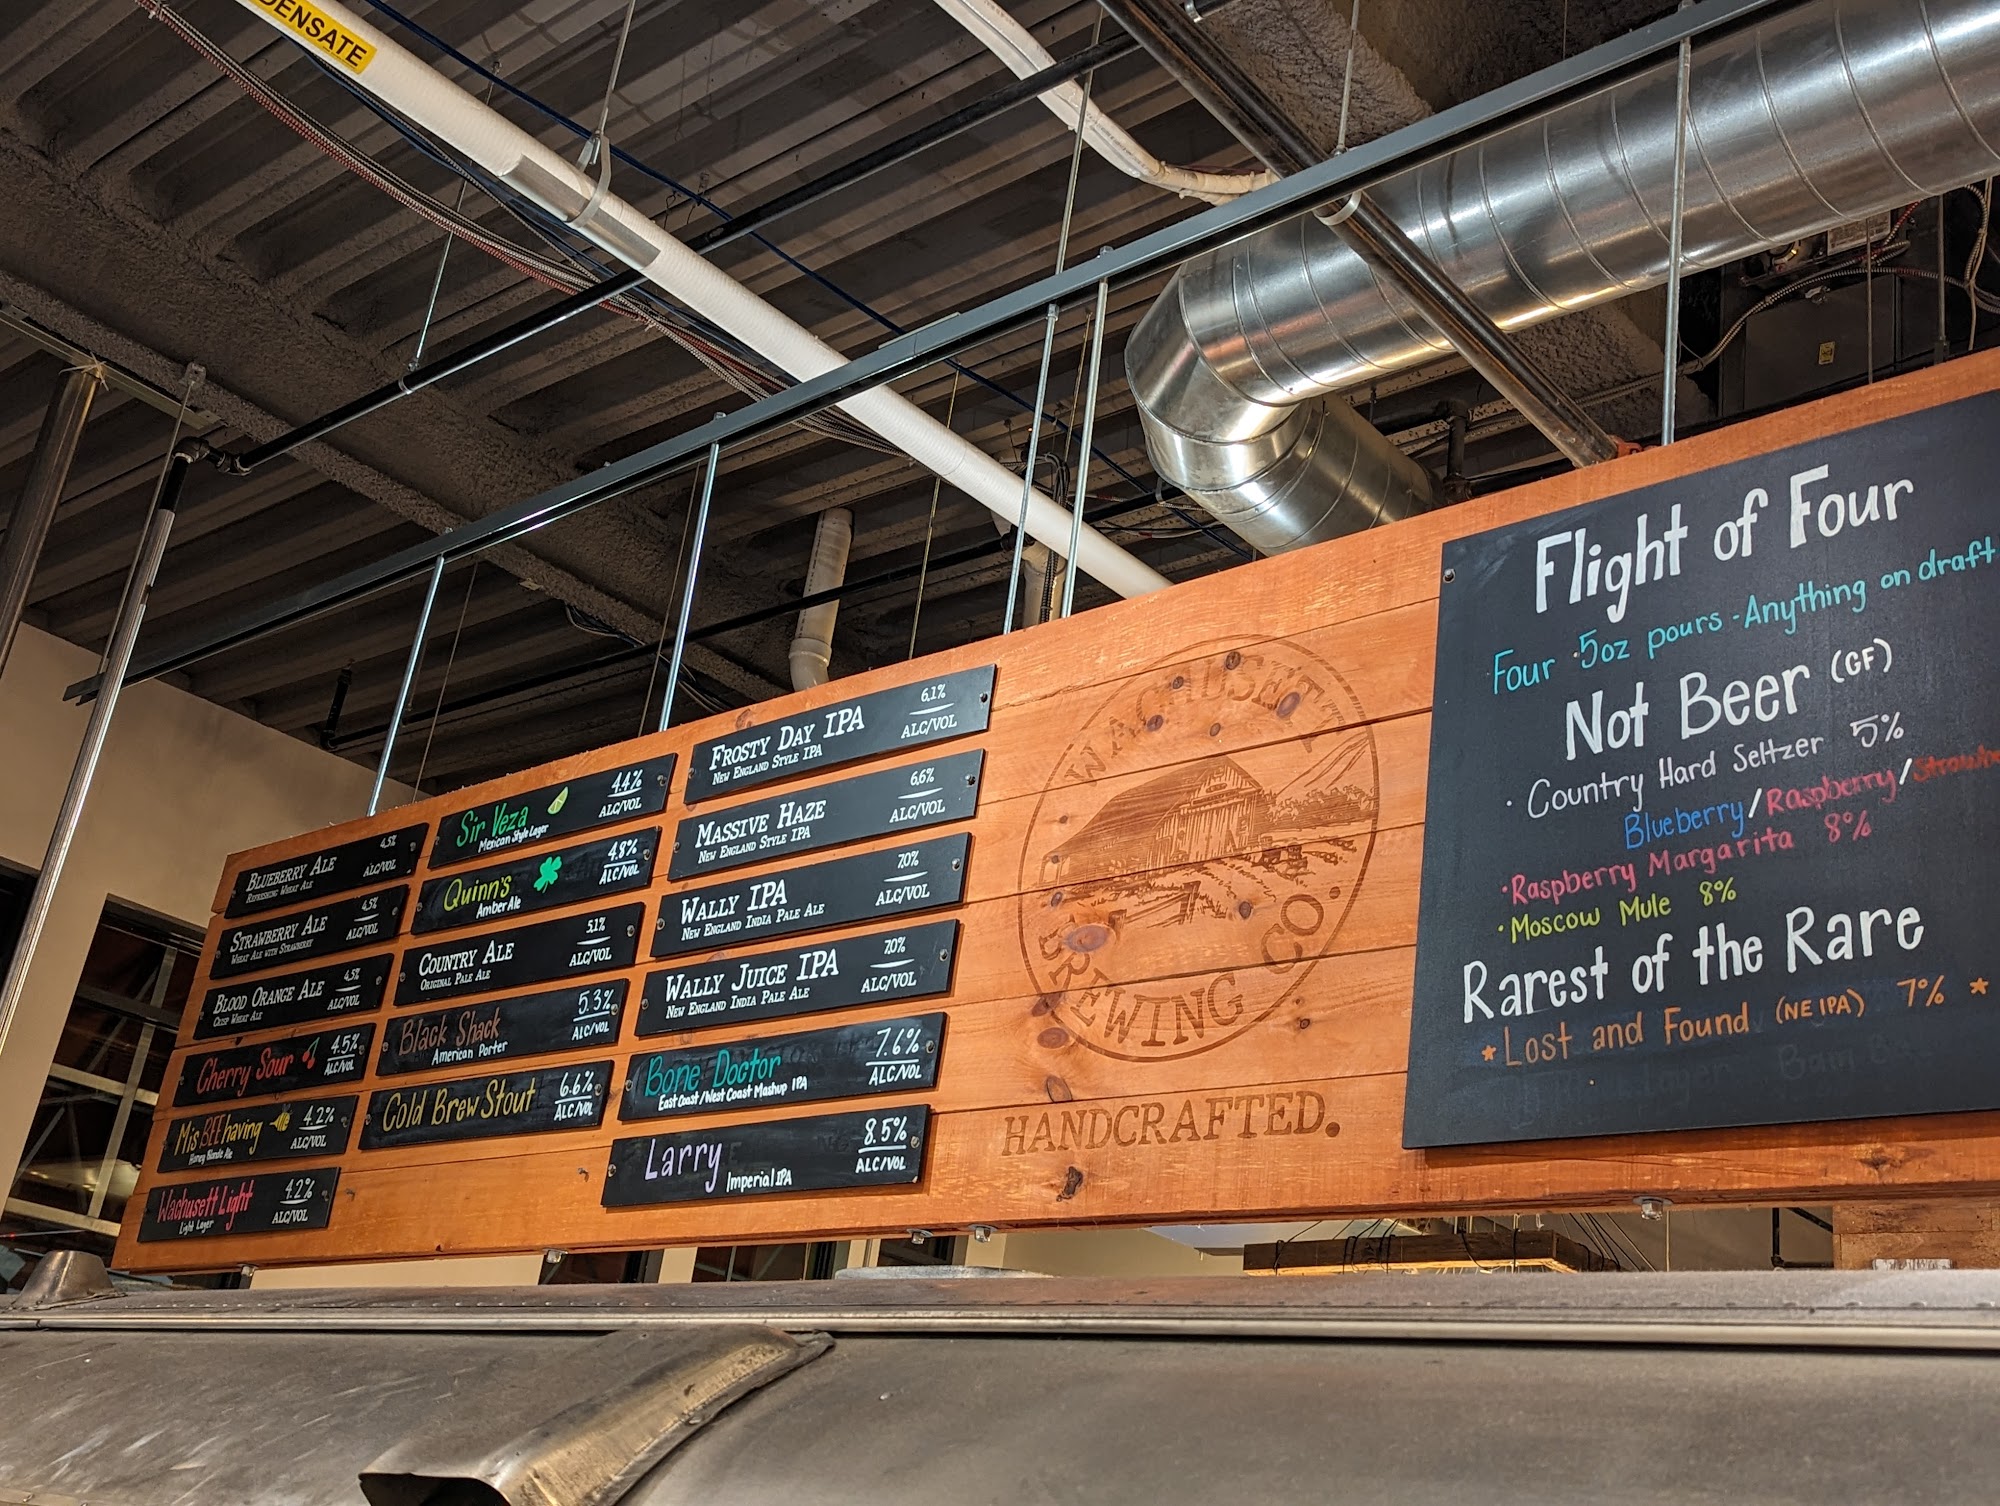 DENSATE
BLUEBERRY ALE 4.5%
REFRESHING WHEAT ALE ALC/VOL
STRAWBERRY ALE 4.5%
WHEAT ALE WITH STRAWBERRY ALC/VOL
BLOOD ORANGE ALE 4.5%
CRISP WHEAT ALE ALC/VOL
Cherry Sour 4.5%
ALC/VOL
MisBEEhaving 4.2%
Honey Blonde Ale ALC/VOL
Wachusett Light 4.2%
Light Lager ALC/VOL
Sir Veza 4.4%
Mexican Style Lager ALC/VOL
Quinn's 4.8%
Amber Ale ALC/VOL
COUNTRY ALE 5.1%
ORIGINAL PALE ALE ALC/VOL
Black Shack 5.3%
American Porter ALC/VOL
Cold Brew Stout 6.6%
ALC/VOL
FROSTY DAY IPA 6.1%
NEW ENGLAND STYLE IPA ALC/VOL
MASSIVE HAZE 6.6%
NEW ENGLAND STYLE IPA ALC/VOL
WALLY IPA 7.0%
NEW ENGLAND INDIA PALE ALE ALC/VOL
WALLY JUICE IPA 7.0%
NEW ENGLAND INDIA PALE ALE ALC/VOL
Bone Doctor 7.6%
East Coast/West Coast Mashup IPA ALC/VOL
Larry 8.5%
Imperial IPA ALC/VOL
WACHUSETT
BREWING CO.
HANDCRAFTED.
Flight of Four
Four 5oz pours - Anything on draft
Not Beer (GF)
· Country Hard Seltzer 5%
Blueberry/Raspberry/Strawbe
· Raspberry Margarita 8%
· Moscow Mule 8%
Rarest of the Rare
* Lost and Found (NE IPA) 7% *